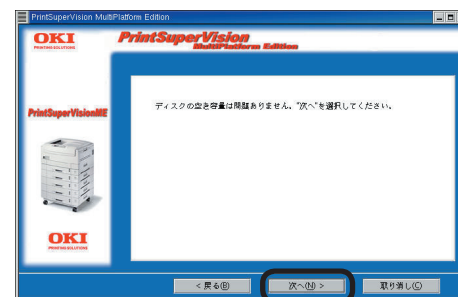 PrintSuperVision MultiPlatform Edition
OKI
PRINTING SOLUTIONS
PrintSuperVision
MultiPlatform Edition
ディスクの空き容量は問題ありません。"次へ"を選択してください。
PrintSuperVisionME
OKI
PRINTING SOLUTIONS
< 戻る(B)
次へ(N) >
取り消し(C)